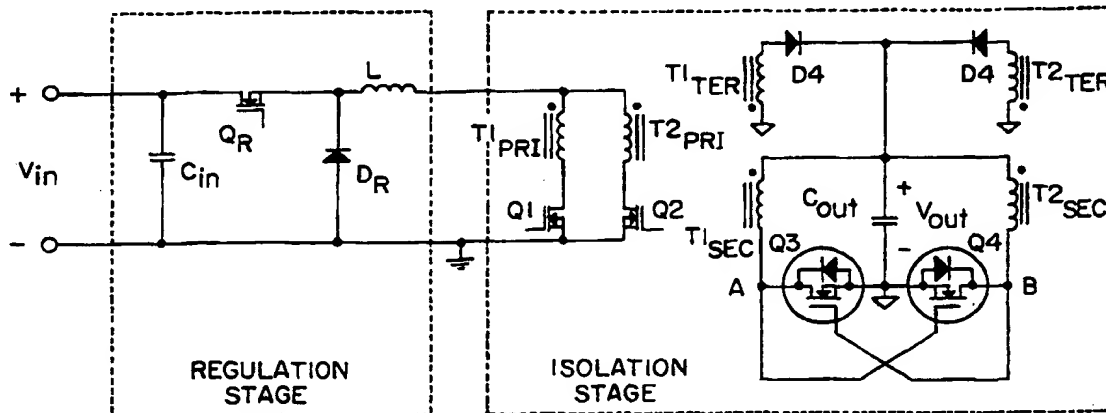 +
Vin
-
Cin
QR
DR
L
T1PRI
T2PRI
Q1
Q2
T1TER
D4
D4
T2TER
T1SEC
Cout
+
Vout
-
T2SEC
Q3
Q4
A
B
REGULATION
STAGE
ISOLATION
STAGE